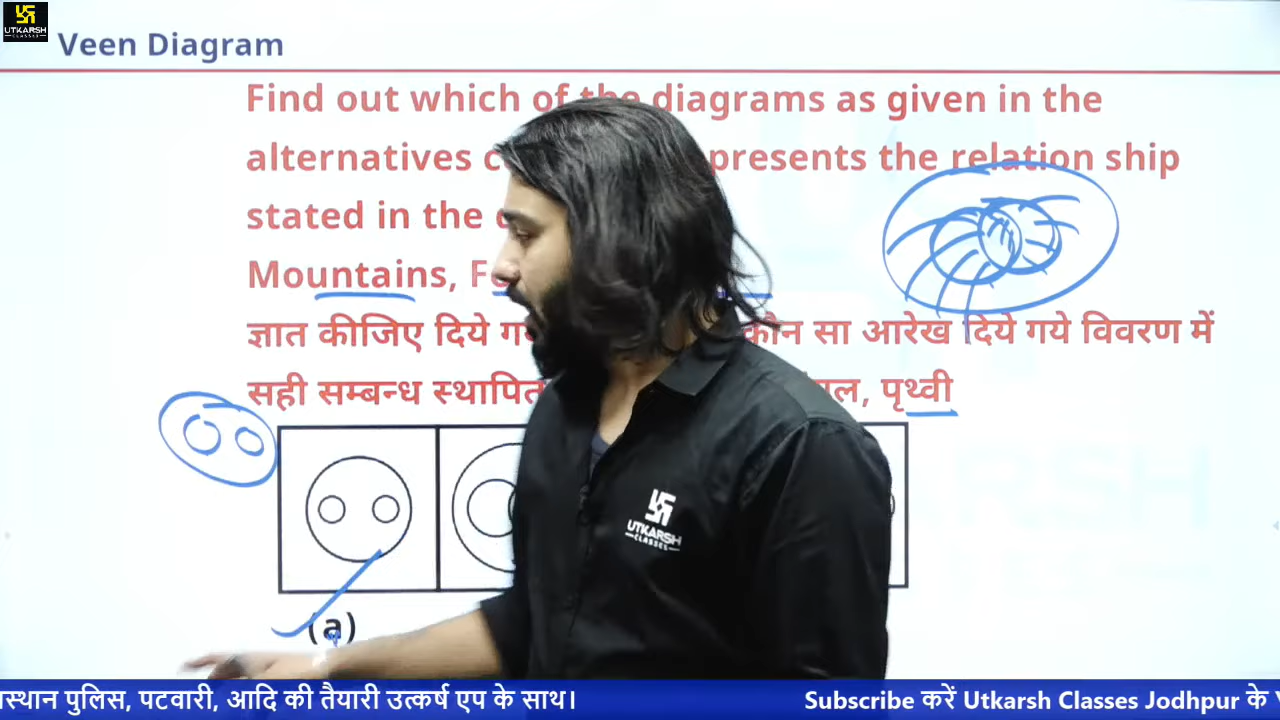 UTKARSH
CLASSES
Veen Diagram
Find out which of the diagrams as given in the
alternatives presents the relation ship
stated in the
Mountains,
ज्ञात कीजिए दिये कौन सा आरेख दिये गये विवरण में
सही सम्बन्ध स्थापित पृथ्वी
UTKARSH
CLASSES
(a)
पुलिस, पटवारी, आदि की तैयारी उत्कर्ष एप के साथ। Subscribe करें Utkarsh Classes Jodhpur के